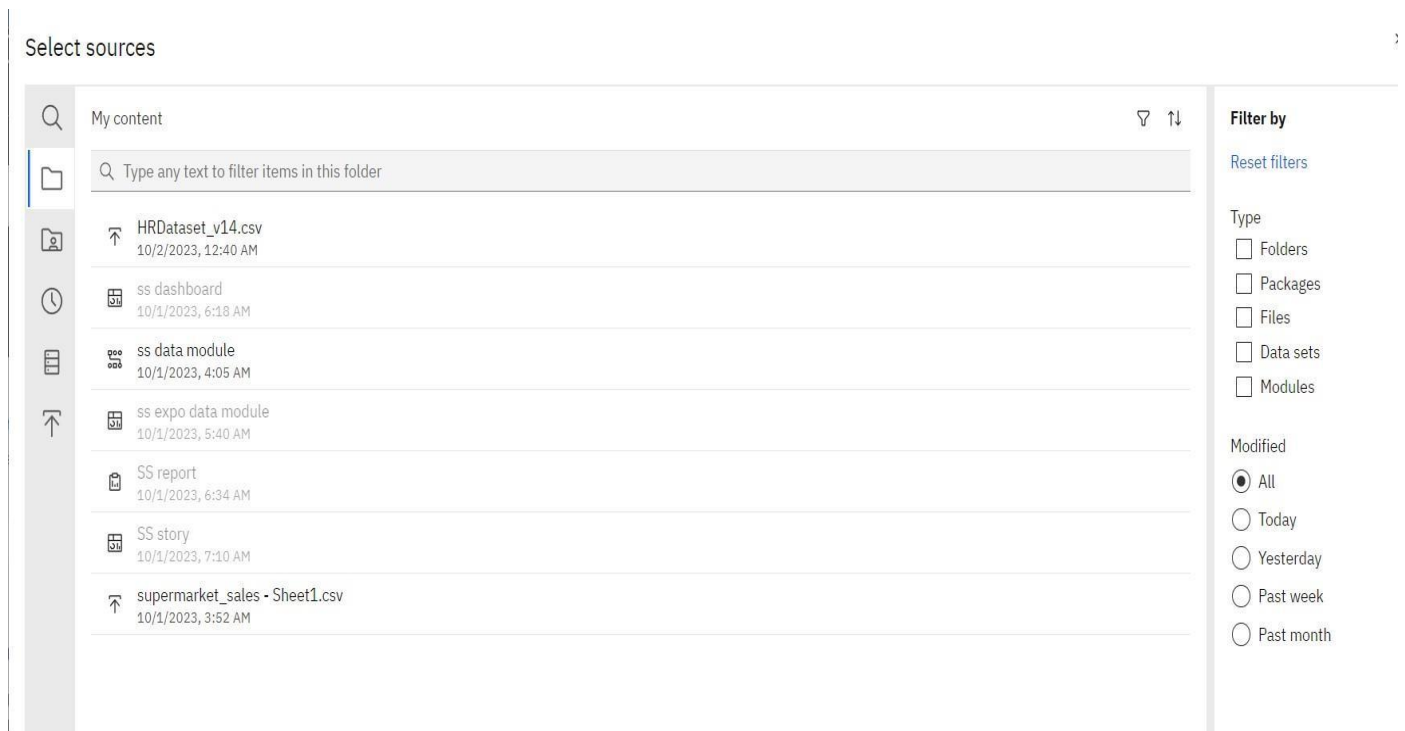 Select sources
My content
Type any text to filter items in this folder
HRDataset_v14.csv
10/2/2023, 12:40 AM
ss dashboard
10/1/2023, 6:18 AM
ss data module
10/1/2023, 4:05 AM
ss expo data module
10/1/2023, 5:40 AM
SS report
10/1/2023, 6:34 AM
SS story
10/1/2023, 7:10 AM
supermarket_sales - Sheet1.csv
10/1/2023, 3:52 AM
Filter by
Reset filters
Type
Folders
Packages
Files
Data sets
Modules
Modified
All
Today
Yesterday
Past week
Past month